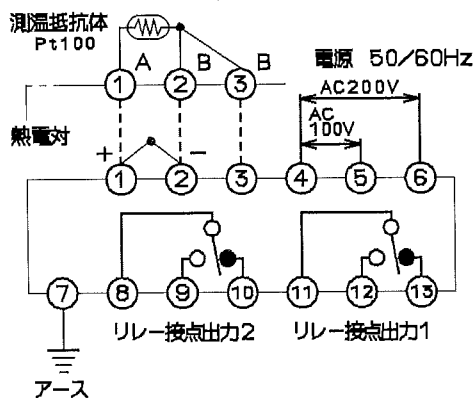 測温抵抗体
Pt100
A B B
電源 50/60Hz
1 2 3
AC200V
AC
100V
熱電対
+ -
1 2 3 4 5 6
7 8 9 10 11 12 13
リレー接点出力2 リレー接点出力1
アース